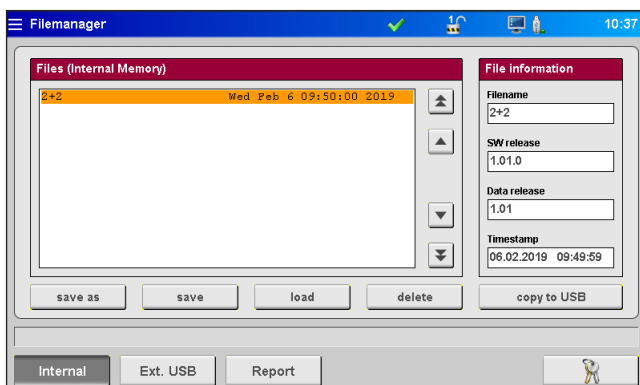 Filemanager
1
10:37
Files (Internal Memory)
2+2 Wed Feb 6 09:50:00 2019
File information
Filename
2+2
SW release
1.01.0
Data release
1.01
Timestamp
06.02.2019 09:49:59
save as
save
load
delete
copy to USB
Internal
Ext. USB
Report